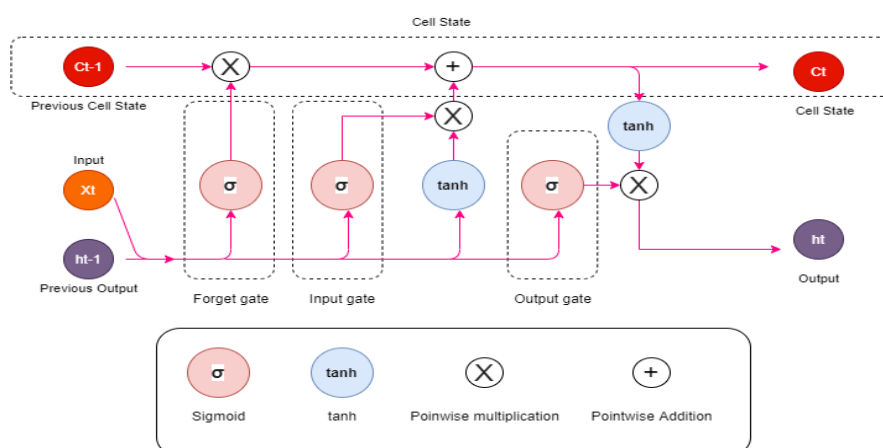 Cell State
Ct-1
X
+
Ct
Previous Cell State
Cell State
X
tanh
Input
Xt
σ
σ
tanh
σ
X
ht-1
ht
Previous Output
Output
Forget gate
Input gate
Output gate
σ
tanh
X
+
Sigmoid
tanh
Poinwise multiplication
Pointwise Addition